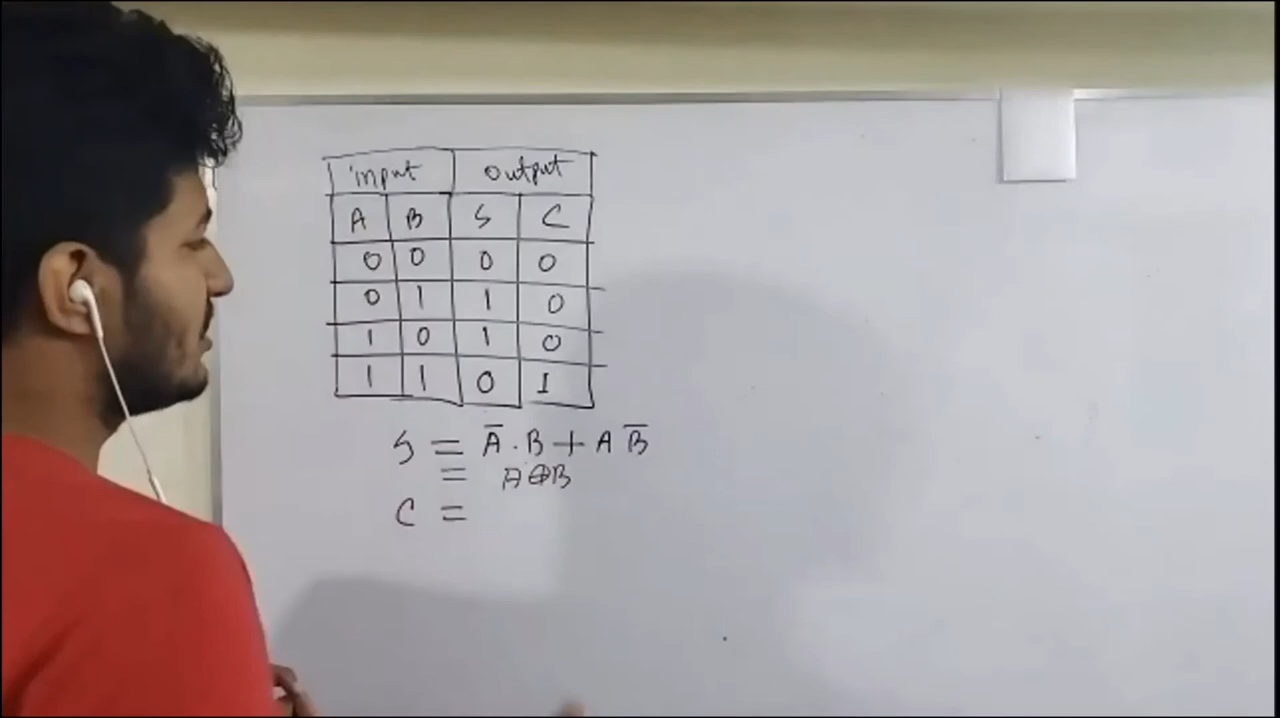 input output
A B S C
0 0 0 0
0 1 1 0
1 0 1 0
1 1 0 1
S = A̅ . B + A B̅
= A⊕B
C =